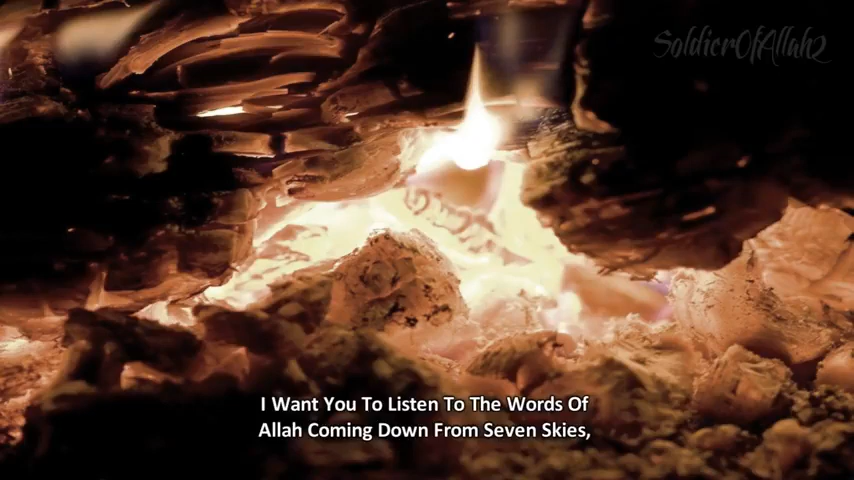 SoldierOfAllah2
I Want You To Listen To The Words Of
Allah Coming Down From Seven Skies,